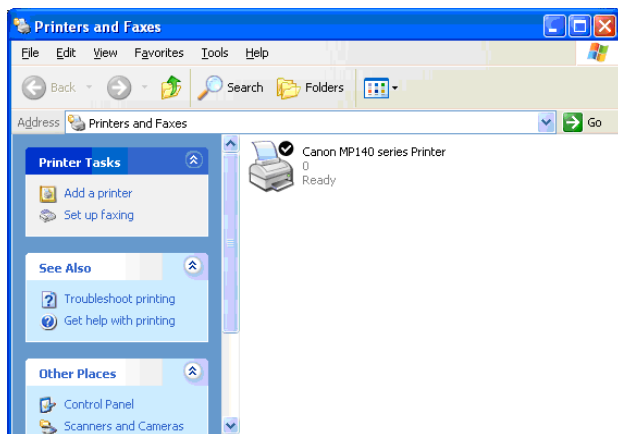 Printers and Faxes
File Edit View Favorites Tools Help
Back Search Folders
Address Printers and Faxes Go
Printer Tasks
Add a printer
Set up faxing
See Also
Troubleshoot printing
Get help with printing
Other Places
Control Panel
Scanners and Cameras
Canon MP140 series Printer
0
Ready